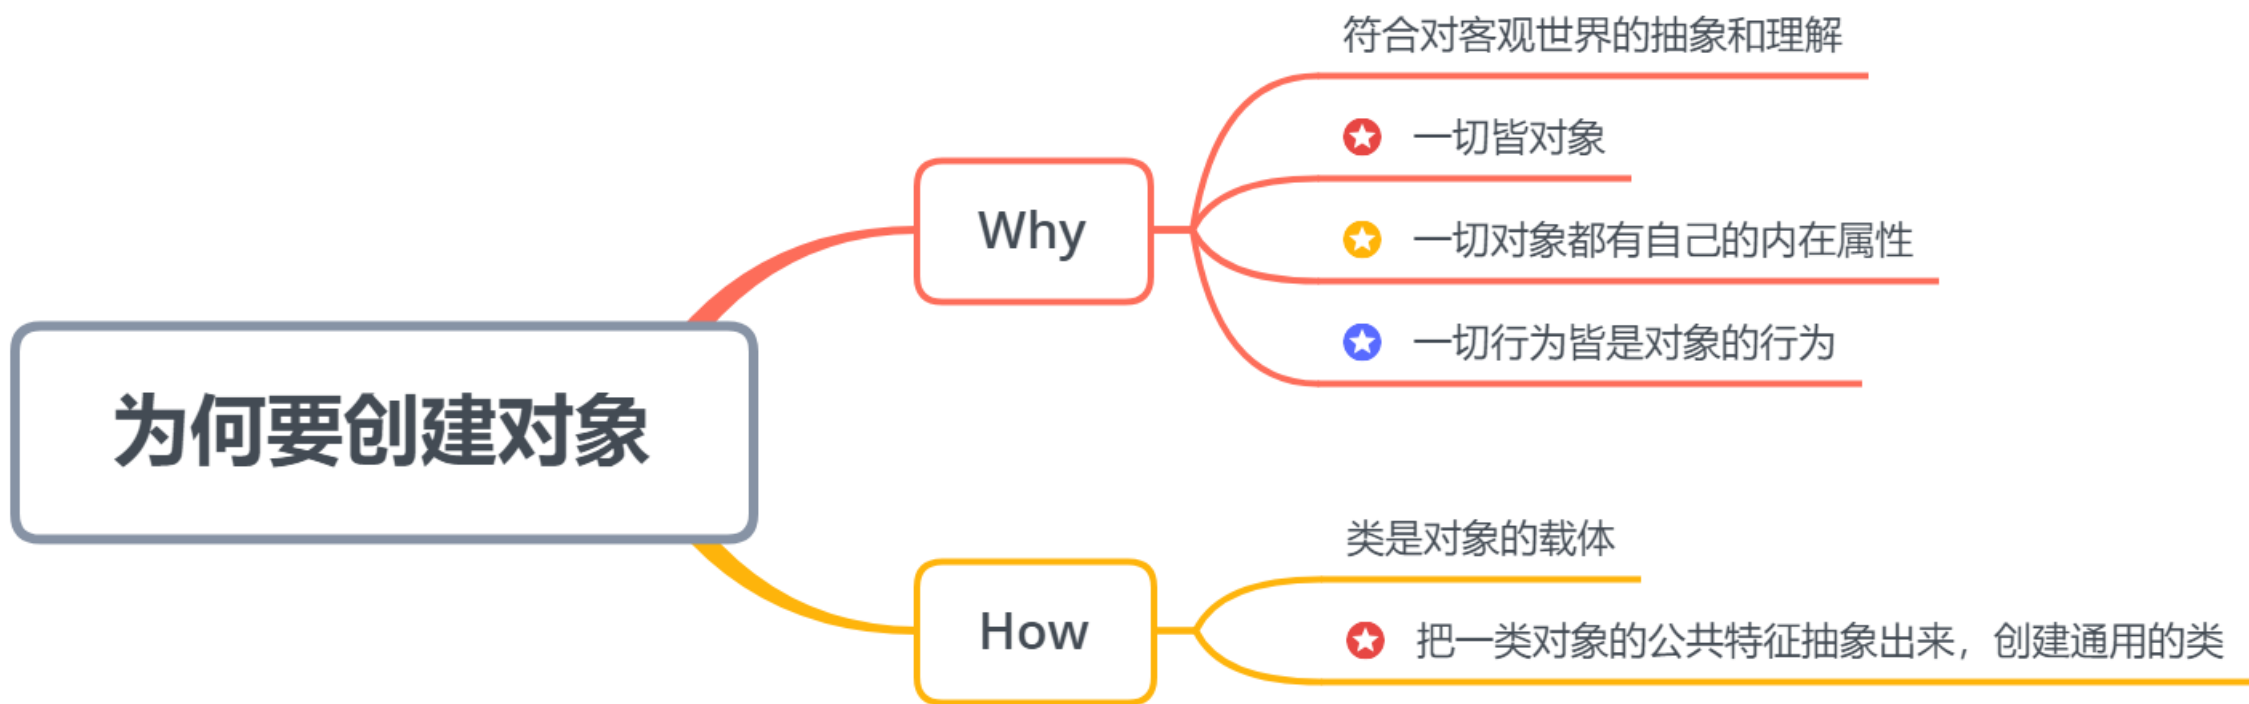 符合对客观世界的抽象和理解
一切皆对象
Why
一切对象都有自己的内在属性
一切行为皆是对象的行为
为何要创建对象
类是对象的载体
How
把一类对象的公共特征抽象出来，创建通用的类